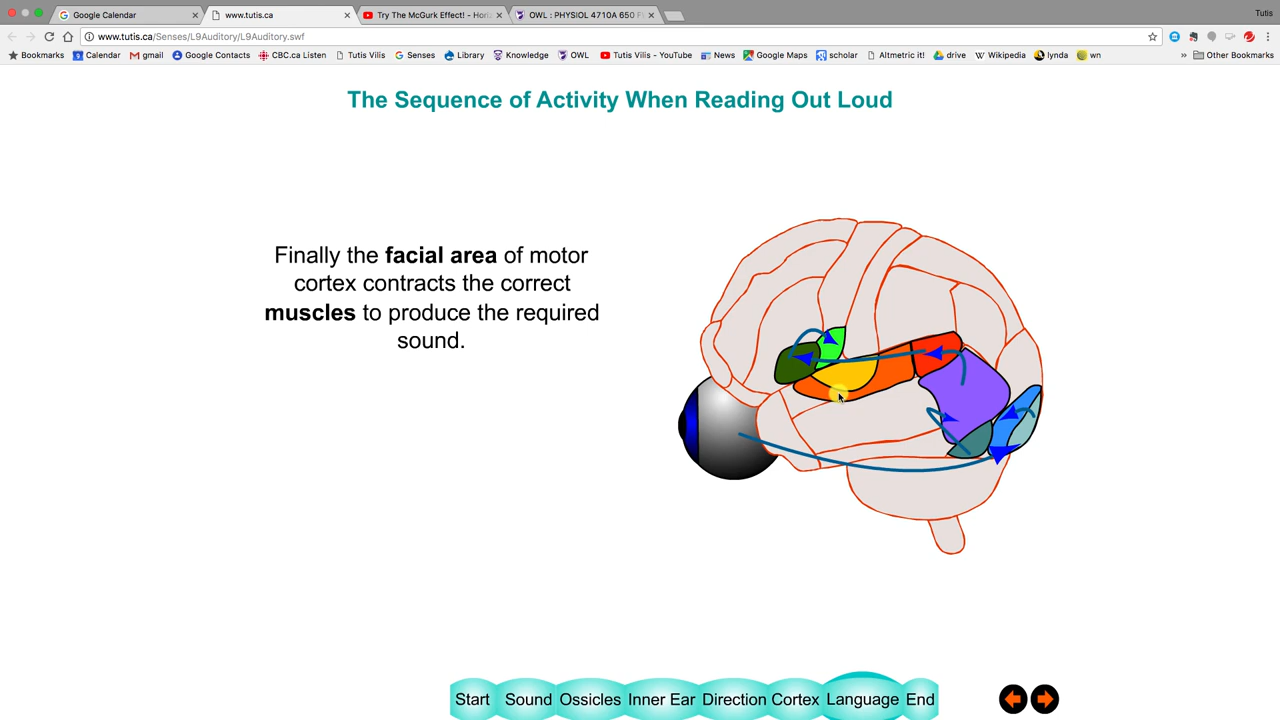 Google Calendar
www.tutis.ca
Try The McGurk Effect! - Horiz
OWL : PHYSIOL 4710A 650 F
Tutis
www.tutis.ca/Senses/L9Auditory/L9Auditory.swf
Bookmarks Calendar gmail Google Contacts CBC.ca Listen Tutis Vilis Senses Library Knowledge OWL Tutis Vilis - YouTube News Google Maps scholar Altmetric it! drive Wikipedia lynda wn » Other Bookmarks
The Sequence of Activity When Reading Out Loud
Finally the facial area of motor
cortex contracts the correct
muscles to produce the required
sound.
Start Sound Ossicles Inner Ear Direction Cortex Language End